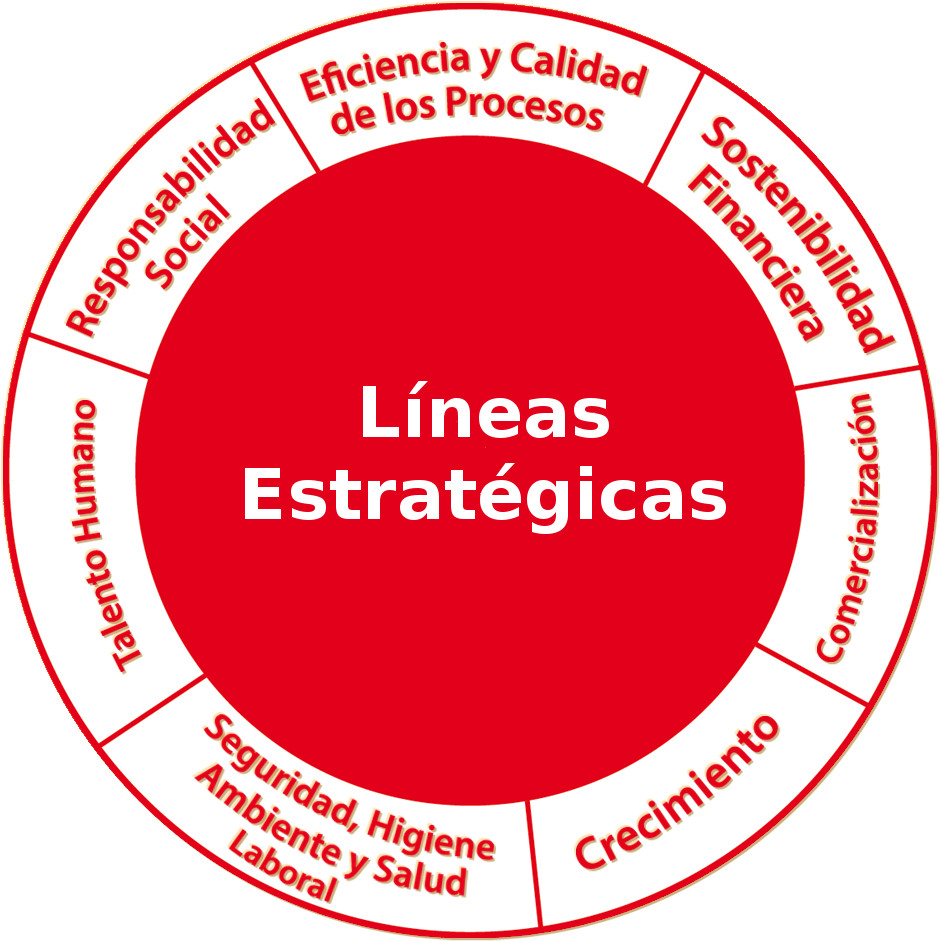 Eficiencia y Calidad
de los Procesos
Sostenibilidad
Financiera
Comercialización
Crecimiento
Seguridad, Higiene
Ambiente y Salud
Laboral
Talento Humano
Responsabilidad
Social
Líneas
Estratégicas